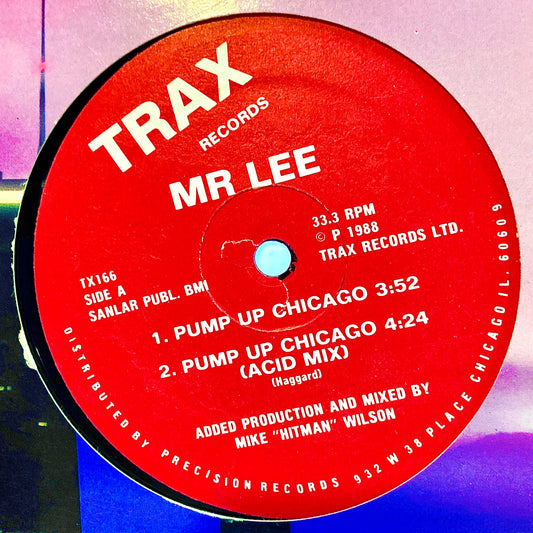 TRAX
RECORDS
MR LEE
33.3 RPM
© P 1988
TRAX RECORDS LTD.
TX166
SIDE A
SANLAR PUBL. BMI
1. PUMP UP CHICAGO 3:52
2. PUMP UP CHICAGO 4:24
(ACID MIX)
(Haggard)
ADDED PRODUCTION AND MIXED BY
MIKE "HITMAN" WILSON
DISTRIBUTED BY PRECISION RECORDS 932 W 38 PLACE CHICAGO IL. 60609